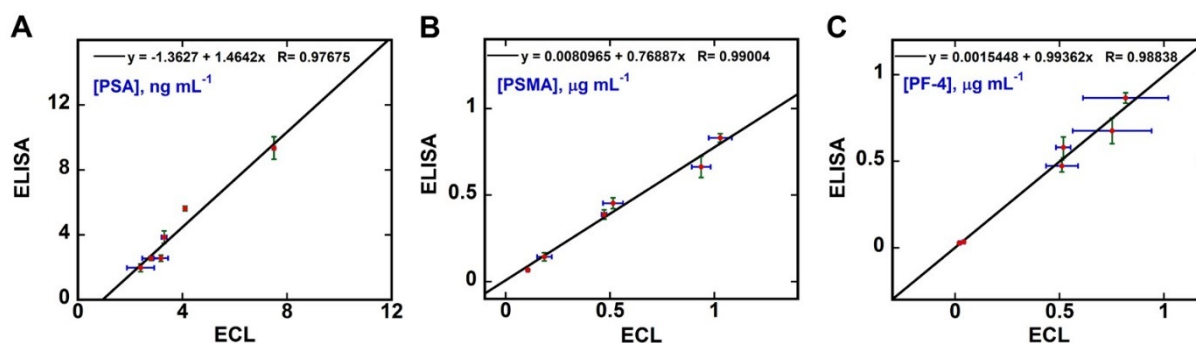 A
y = -1.3627 + 1.4642x R= 0.97675
[PSA], ng mL⁻¹
ELISA
12
8
4
0
0 4 8 12
ECL
B
y = 0.0080965 + 0.76887x R= 0.99004
[PSMA], μg mL⁻¹
ELISA
1
0.5
0
0 0.5 1
ECL
C
y = 0.0015448 + 0.99362x R= 0.98838
[PF-4], μg mL⁻¹
ELISA
1
0.5
0
0 0.5 1
ECL